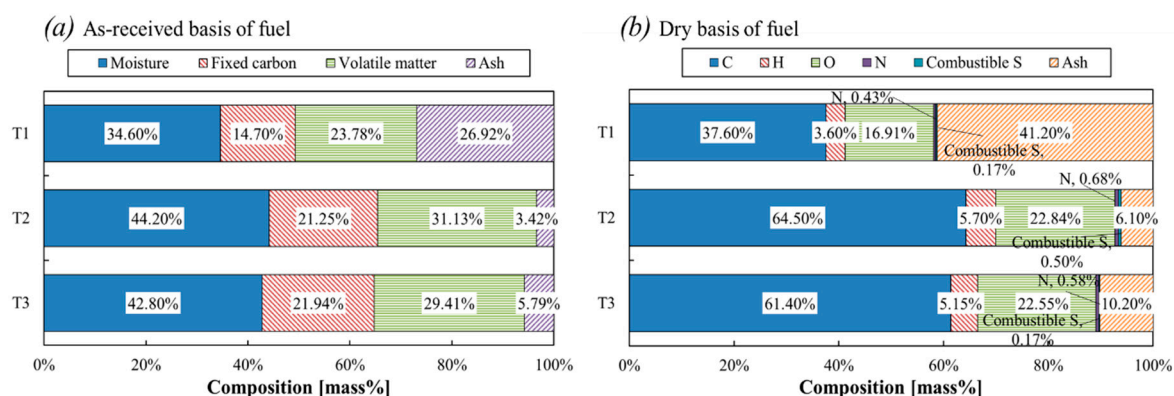 (a) As-received basis of fuel
Moisture Fixed carbon Volatile matter Ash
T1 34.60% 14.70% 23.78% 26.92%
T2 44.20% 21.25% 31.13% 3.42%
T3 42.80% 21.94% 29.41% 5.79%
0% 20% 40% 60% 80% 100%
Composition [mass%]
(b) Dry basis of fuel
C H O N Combustible S Ash
N, 0.43%
T1 37.60% 3.60% 16.91% 41.20%
Combustible S,
0.17%
N, 0.68%
T2 64.50% 5.70% 22.84% 6.10%
Combustible S,
0.50%
N, 0.58%
T3 61.40% 5.15% 22.55% 10.20%
Combustible S,
0.17%
0% 20% 40% 60% 80% 100%
Composition [mass%]